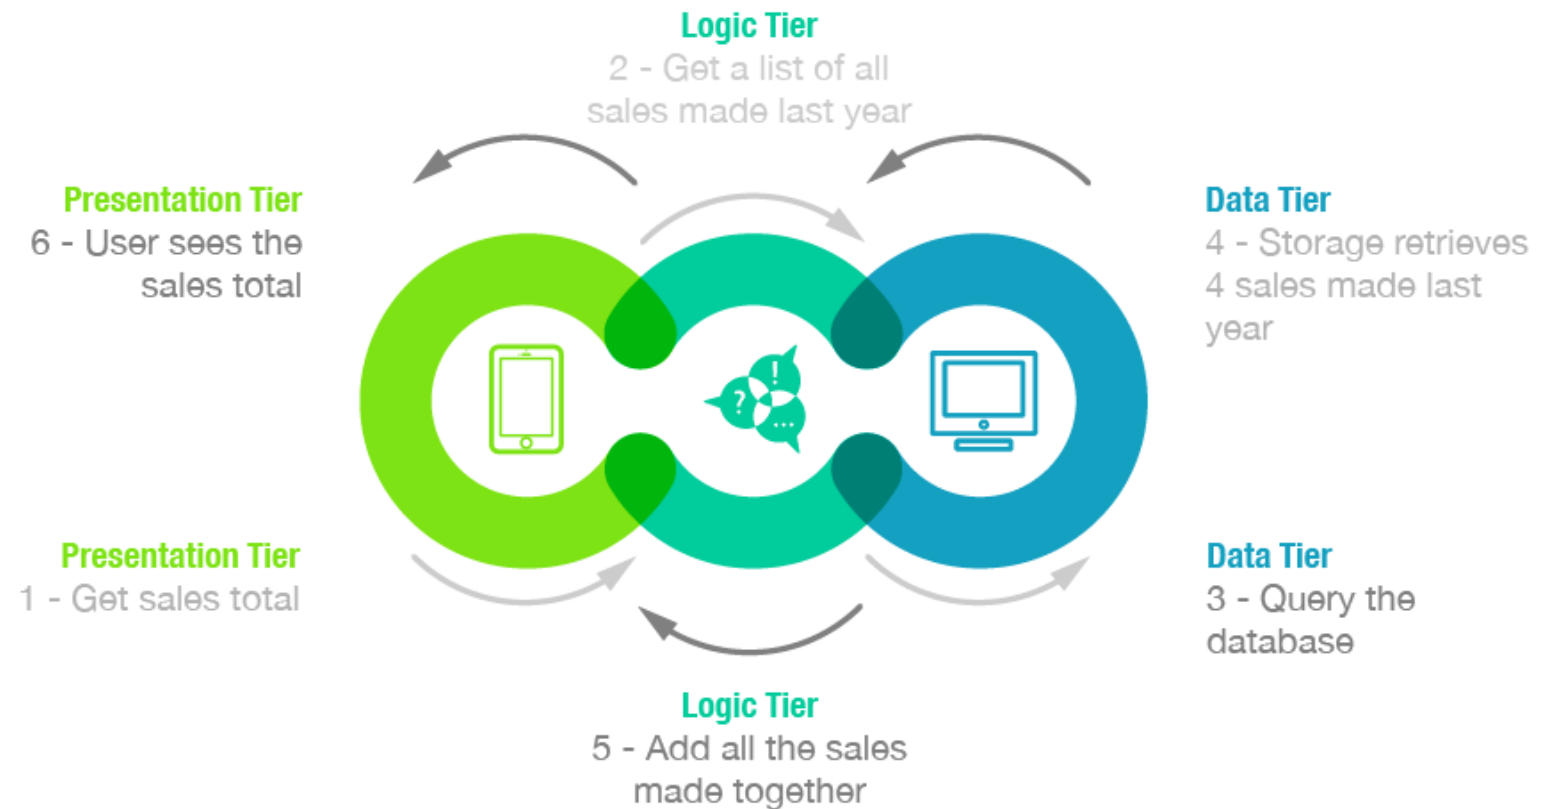 Logic Tier
2 - Get a list of all
sales made last year
Presentation Tier
6 - User sees the
sales total
Data Tier
4 - Storage retrieves
4 sales made last
year
! ? ...
Presentation Tier
1 - Get sales total
Data Tier
3 - Query the
database
Logic Tier
5 - Add all the sales
made together